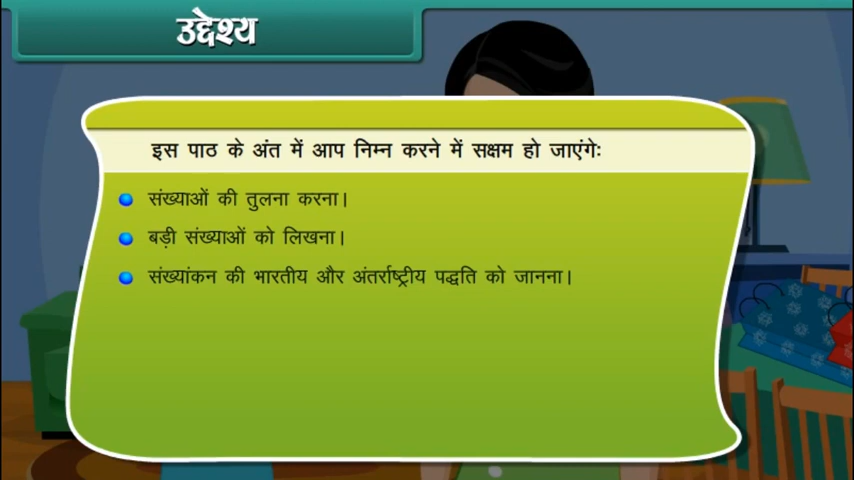 उद्देश्य
इस पाठ के अंत में आप निम्न करने में सक्षम हो जाएंगेः
संख्याओं की तुलना करना।
बड़ी संख्याओं को लिखना।
संख्यांकन की भारतीय और अंतर्राष्ट्रीय पद्धति को जानना।